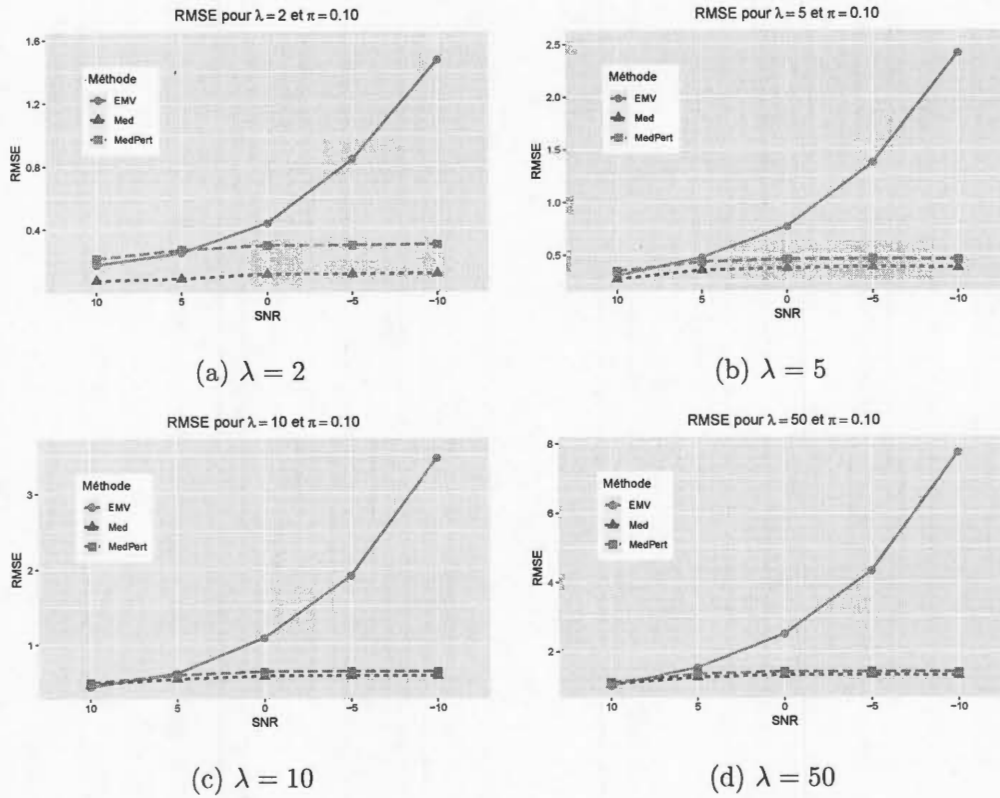 RMSE pour λ = 2 et π = 0.10
1.6
1.2
0.8
0.4
RMSE
Méthode
EMV
Med
MedPert
10 5 0 -5 -10
SNR
(a) λ = 2
RMSE pour λ = 5 et π = 0.10
2.5
2.0
1.5
1.0
0.5
RMSE
Méthode
EMV
Med
MedPert
10 5 0 -5 -10
SNR
(b) λ = 5
RMSE pour λ = 10 et π = 0.10
3
2
1
RMSE
Méthode
EMV
Med
MedPert
10 5 0 -5 -10
SNR
(c) λ = 10
RMSE pour λ = 50 et π = 0.10
8
6
4
2
RMSE
Méthode
EMV
Med
MedPert
10 5 0 -5 -10
SNR
(d) λ = 50